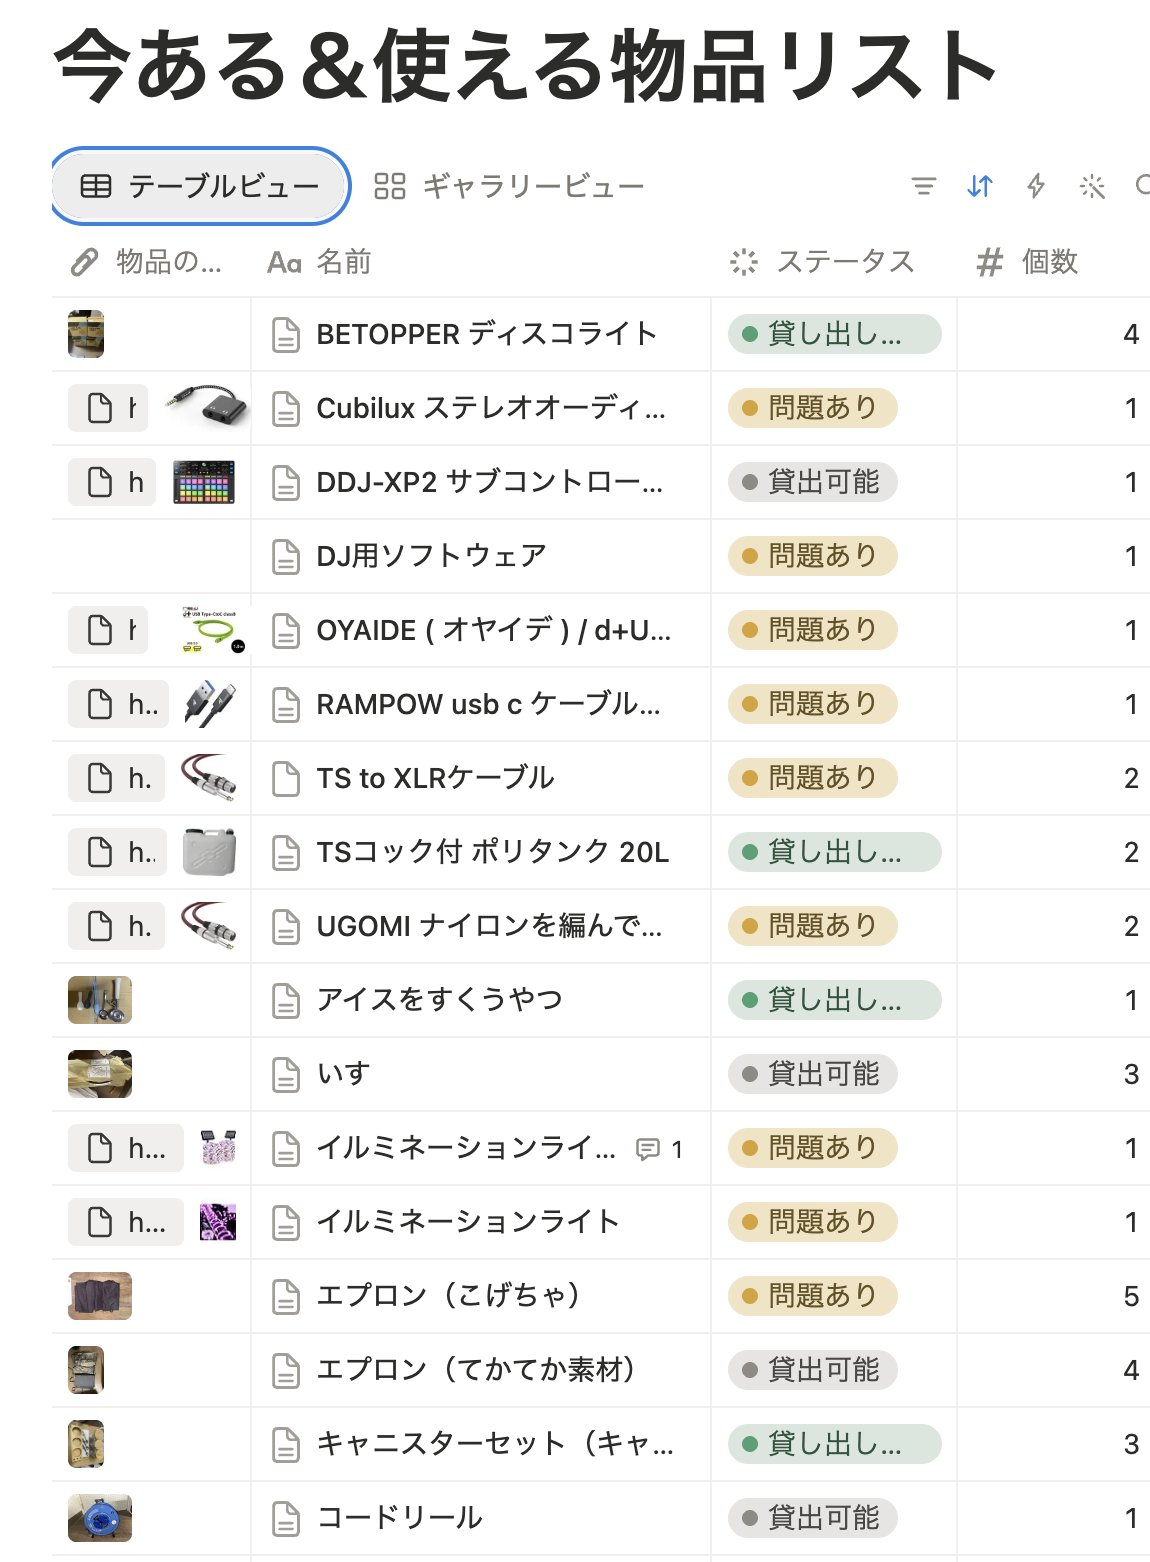 今ある＆使える物品リスト
テーブルビュー ギャラリービュー
物品の... Aa 名前 ステータス # 個数
BETOPPER ディスコライト 貸し出し... 4
h Cubilux ステレオオーディ... 問題あり 1
h DDJ-XP2 サブコントロー... 貸出可能 1
DJ用ソフトウェア 問題あり 1
h OYAIDE ( オヤイデ ) / d+U... 問題あり 1
h.. RAMPOW usb c ケーブル... 問題あり 1
h. TS to XLRケーブル 問題あり 2
h.. TSコック付 ポリタンク 20L 貸し出し... 2
h. UGOMI ナイロンを編んで... 問題あり 2
アイスをすくうやつ 貸し出し... 1
いす 貸出可能 3
h... イルミネーションライ... 1 問題あり 1
h... イルミネーションライト 問題あり 1
エプロン（こげちゃ） 問題あり 5
エプロン（てかてか素材） 貸出可能 4
キャニスターセット（キャ... 貸し出し... 3
コードリール 貸出可能 1